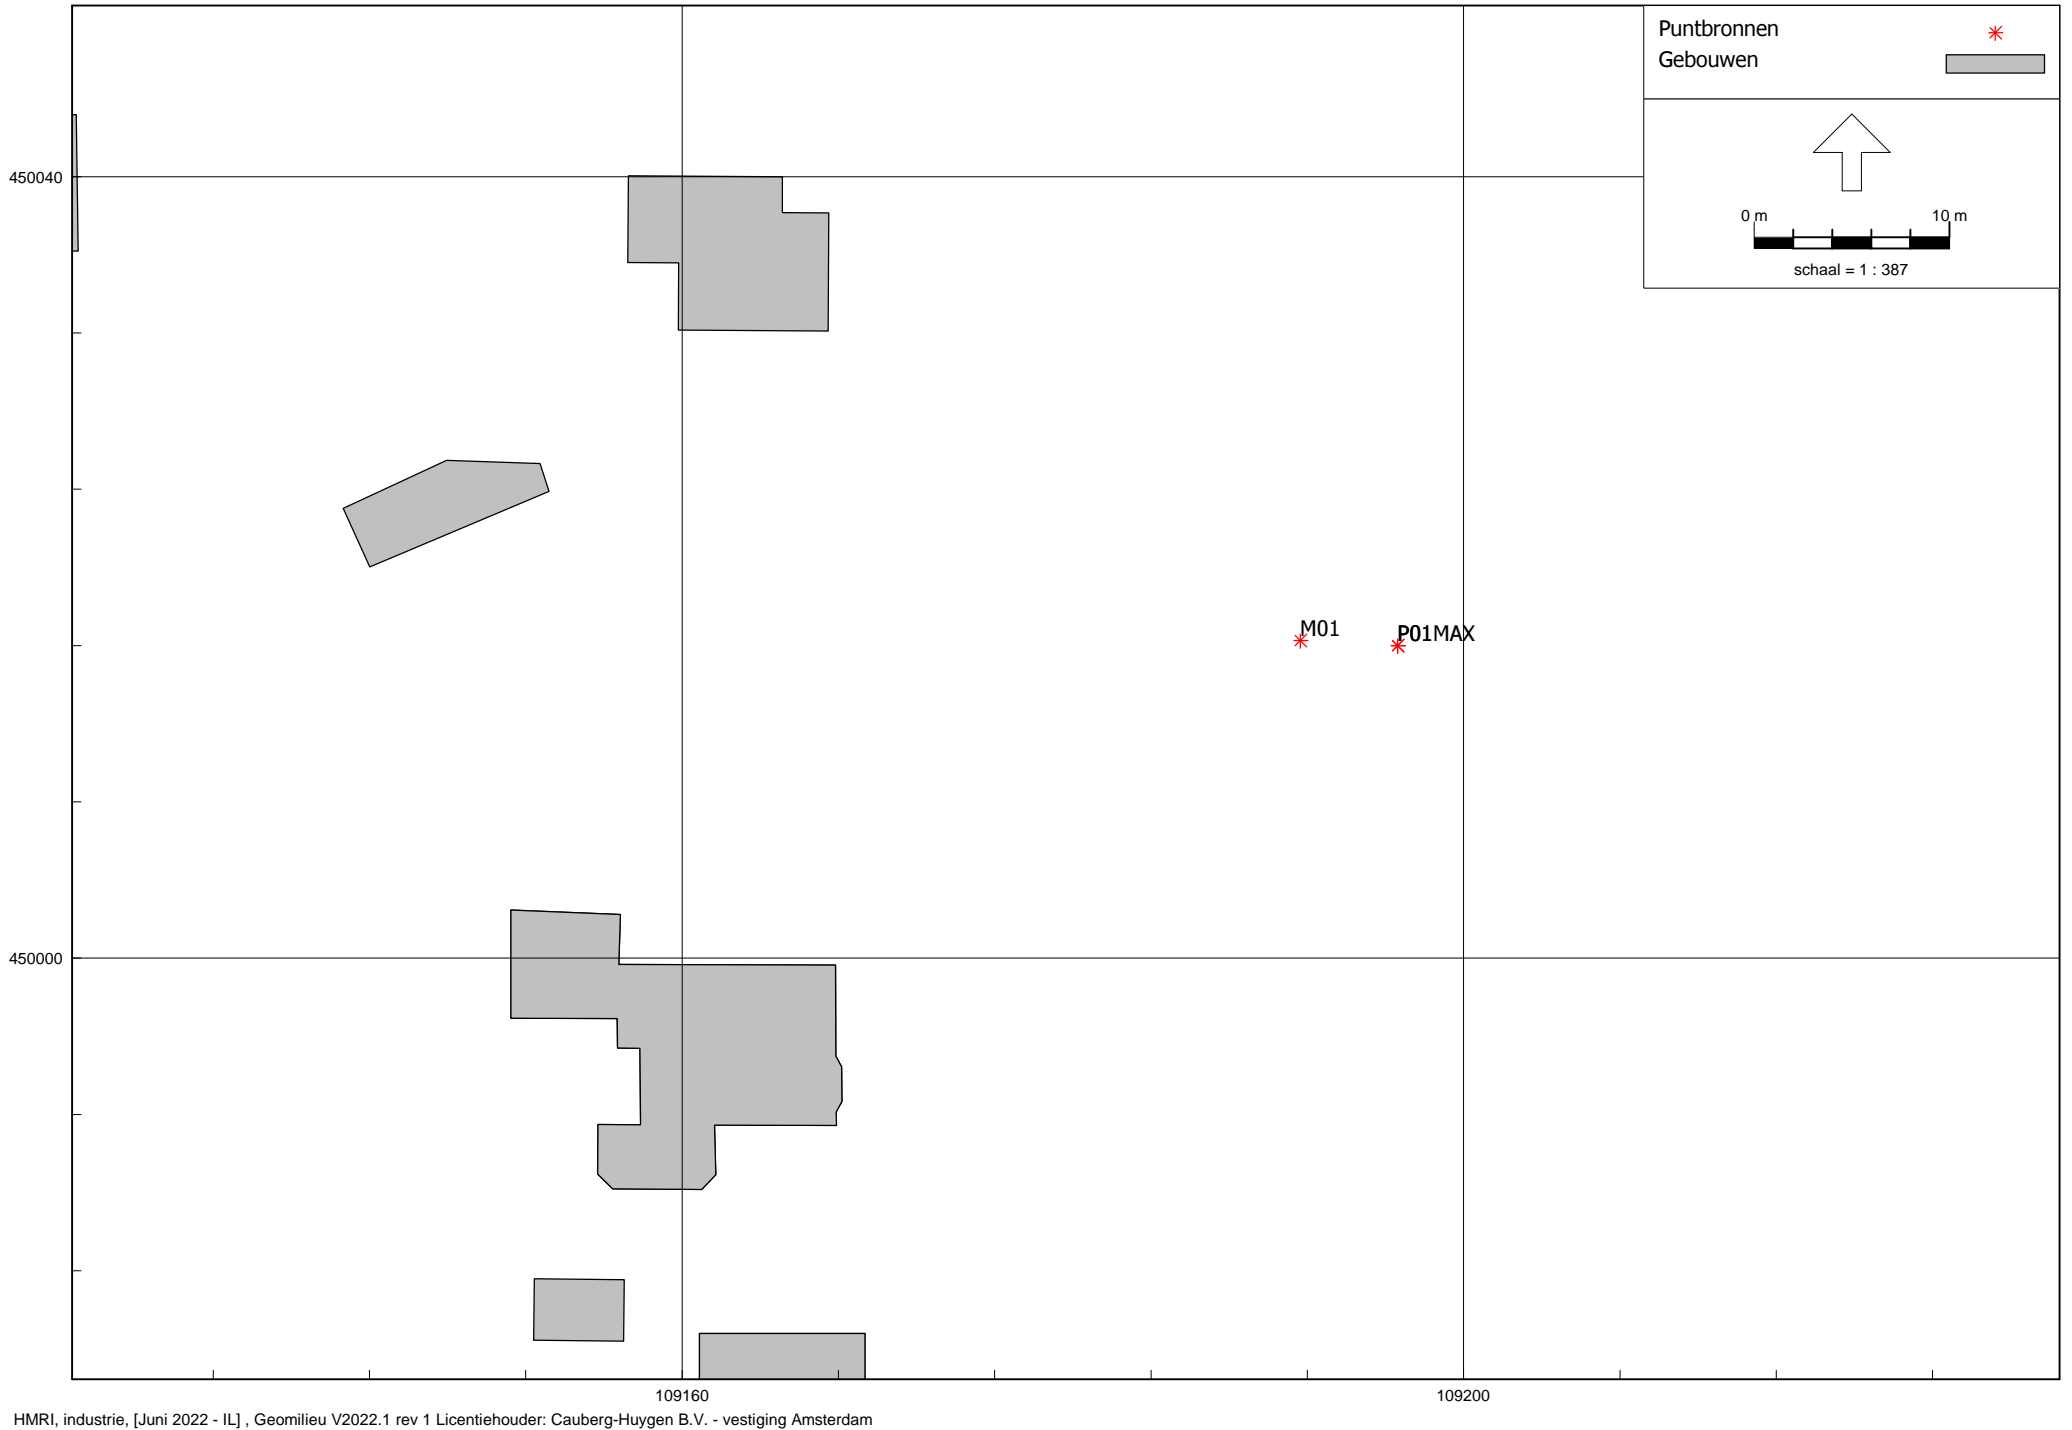 Puntbronnen
Gebouwen
0 m 10 m
schaal = 1 : 387
450040
M01
P01MAX
450000
109160 109200
HMRI, industrie, [Juni 2022 - IL] , Geomilieu V2022.1 rev 1 Licentiehouder: Cauberg-Huygen B.V. - vestiging Amsterdam